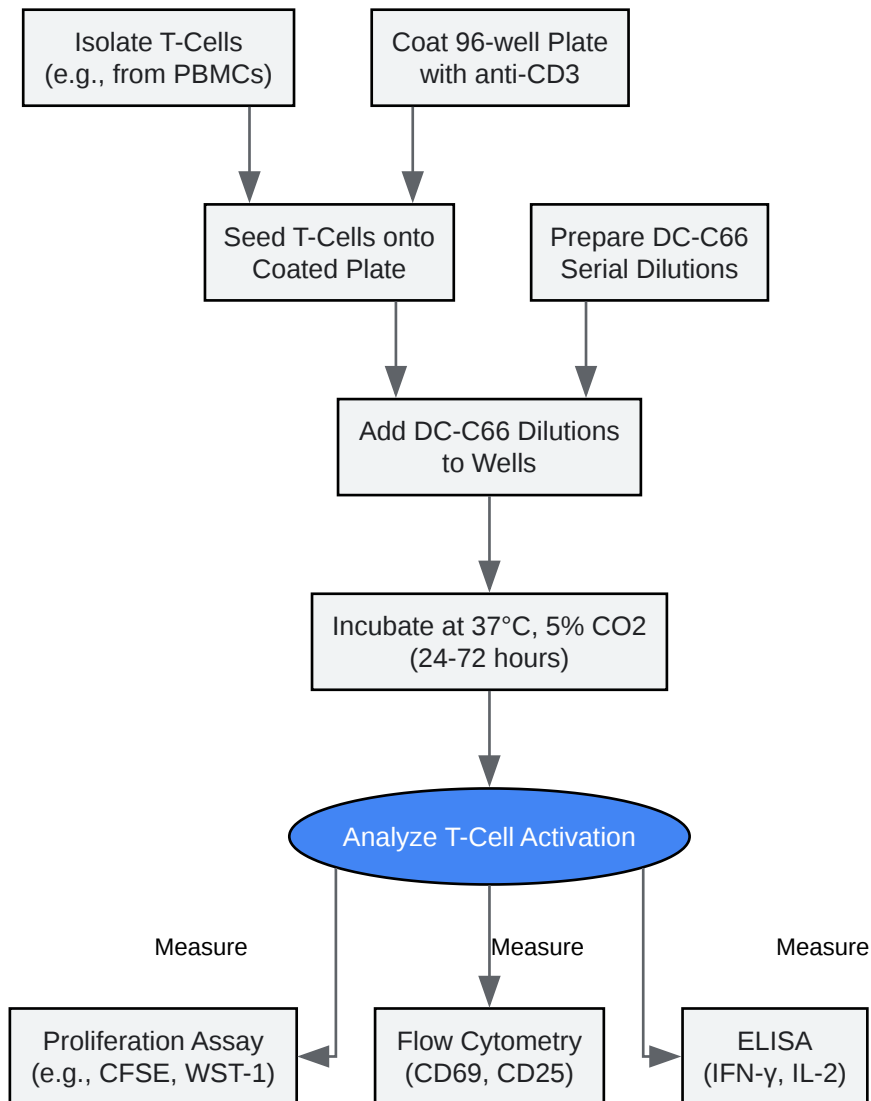 Isolate T-Cells
(e.g., from PBMCs)
Coat 96-well Plate
with anti-CD3
Seed T-Cells onto
Coated Plate
Prepare DC-C66
Serial Dilutions
Add DC-C66 Dilutions
to Wells
Incubate at 37°C, 5% CO2
(24-72 hours)
Analyze T-Cell Activation
Measure
Measure
Measure
Proliferation Assay
(e.g., CFSE, WST-1)
Flow Cytometry
(CD69, CD25)
ELISA
(IFN-γ, IL-2)